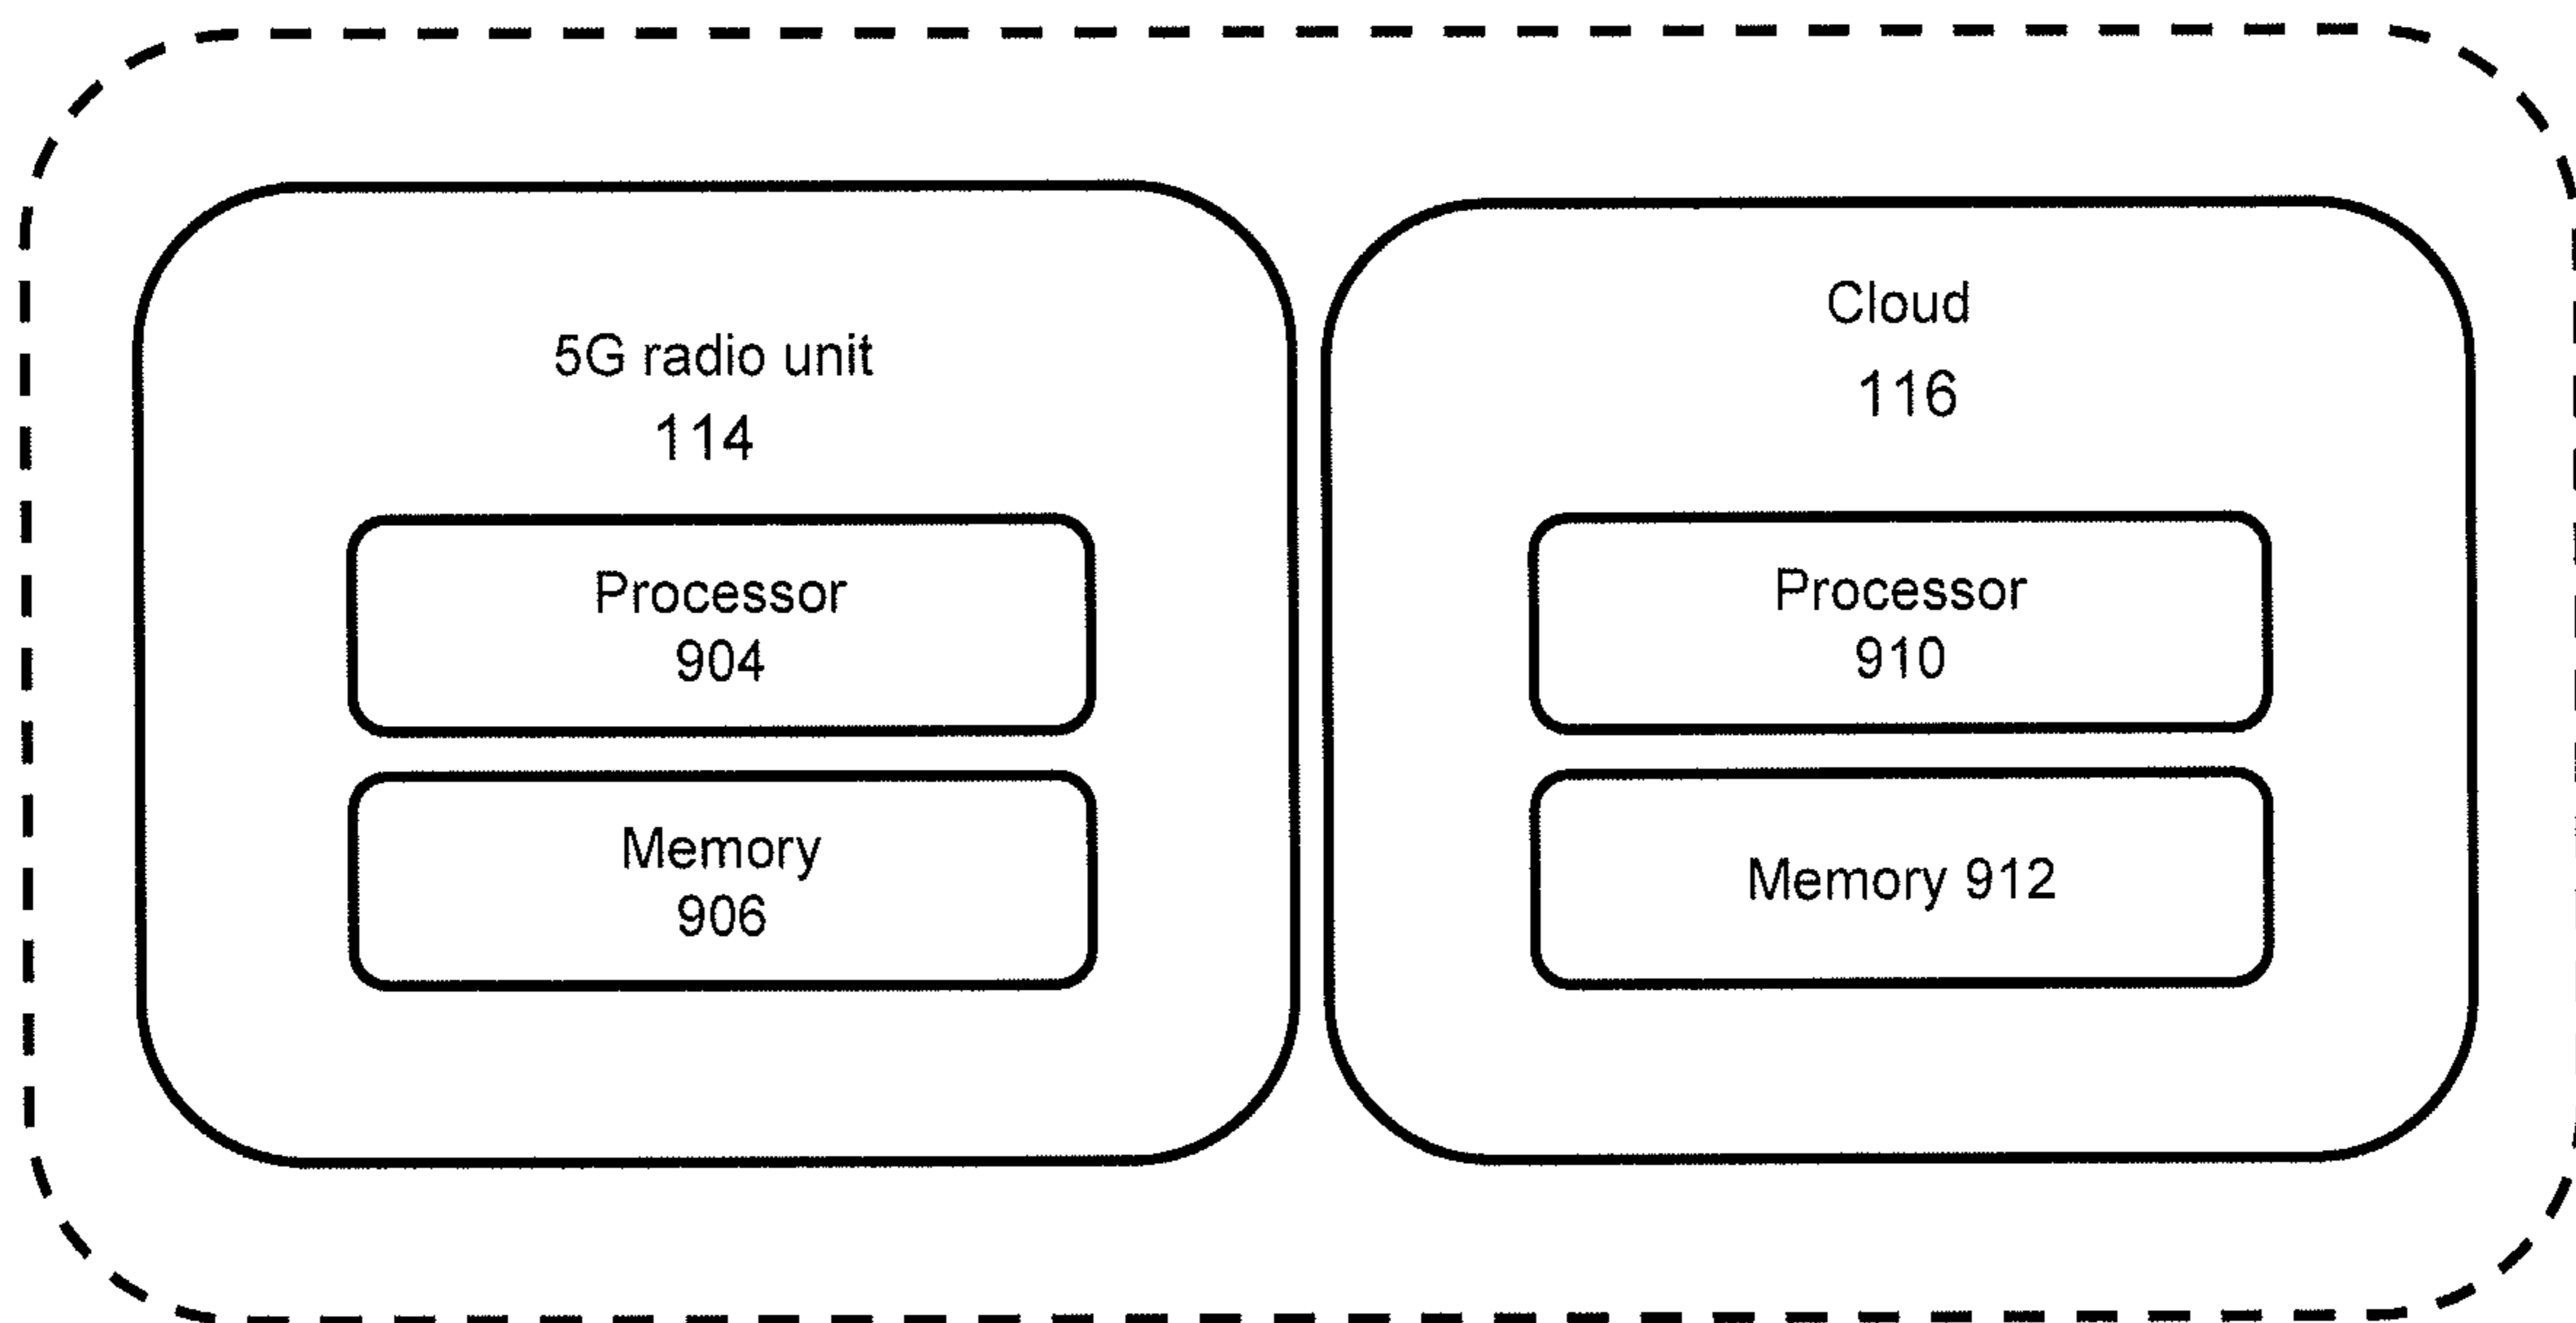 5G radio unit
114
Processor
904
Memory
906
Cloud
116
Processor
910
Memory 912